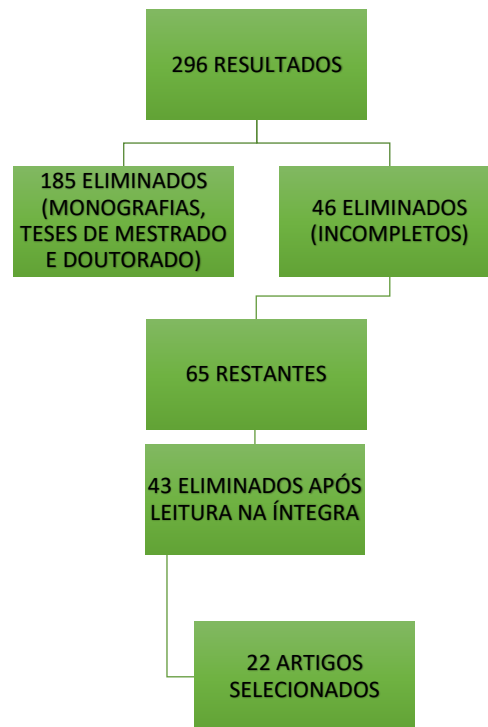 296 RESULTADOS
185 ELIMINADOS
(MONOGRAFIAS,
TESES DE MESTRADO
E DOUTORADO)
46 ELIMINADOS
(INCOMPLETOS)
65 RESTANTES
43 ELIMINADOS APÓS
LEITURA NA ÍNTEGRA
22 ARTIGOS
SELECIONADOS